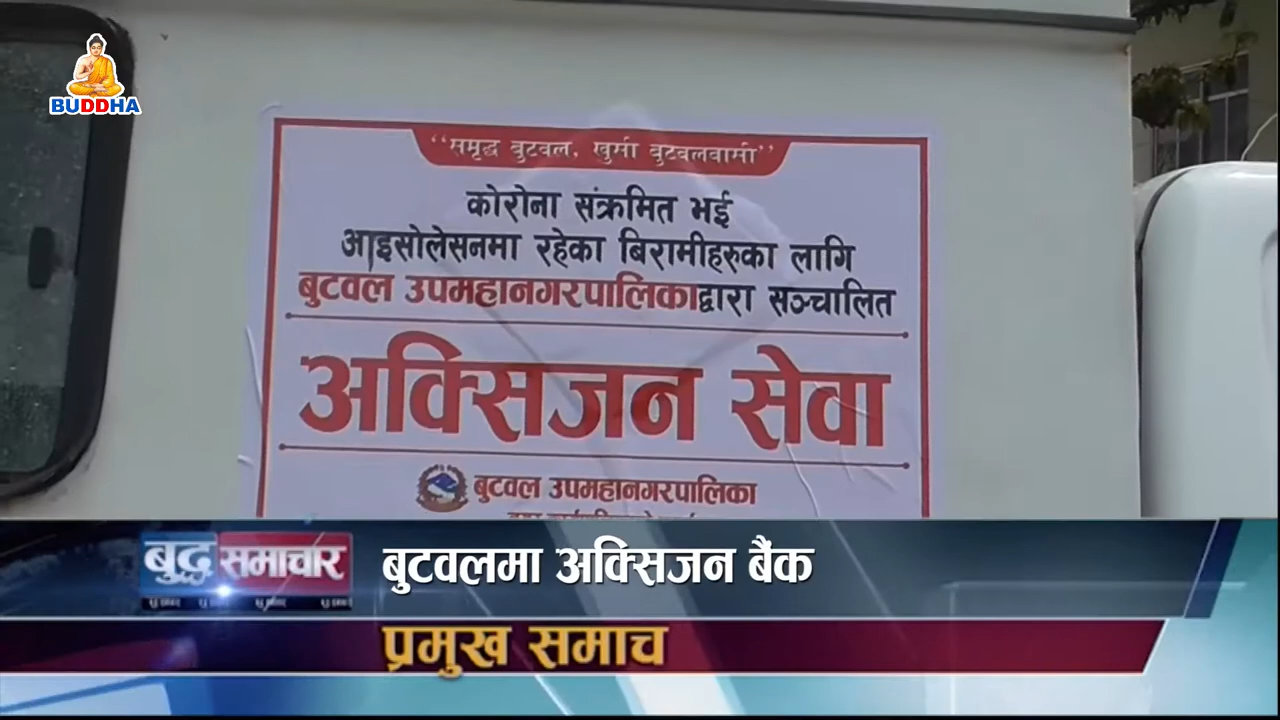 BUDDHA
“समृद्ध बुटवल, खुसी बुटवलवासी”
कोरोना संक्रमित भई
आइसोलेसनमा रहेका बिरामीहरुका लागि
बुटवल उपमहानगरपालिकाद्वारा सञ्चालित
अक्सिजन सेवा
बुटवल उपमहानगरपालिका
बुद्ध समाचार
बुटवलमा अक्सिजन बैंक
प्रमुख समाच